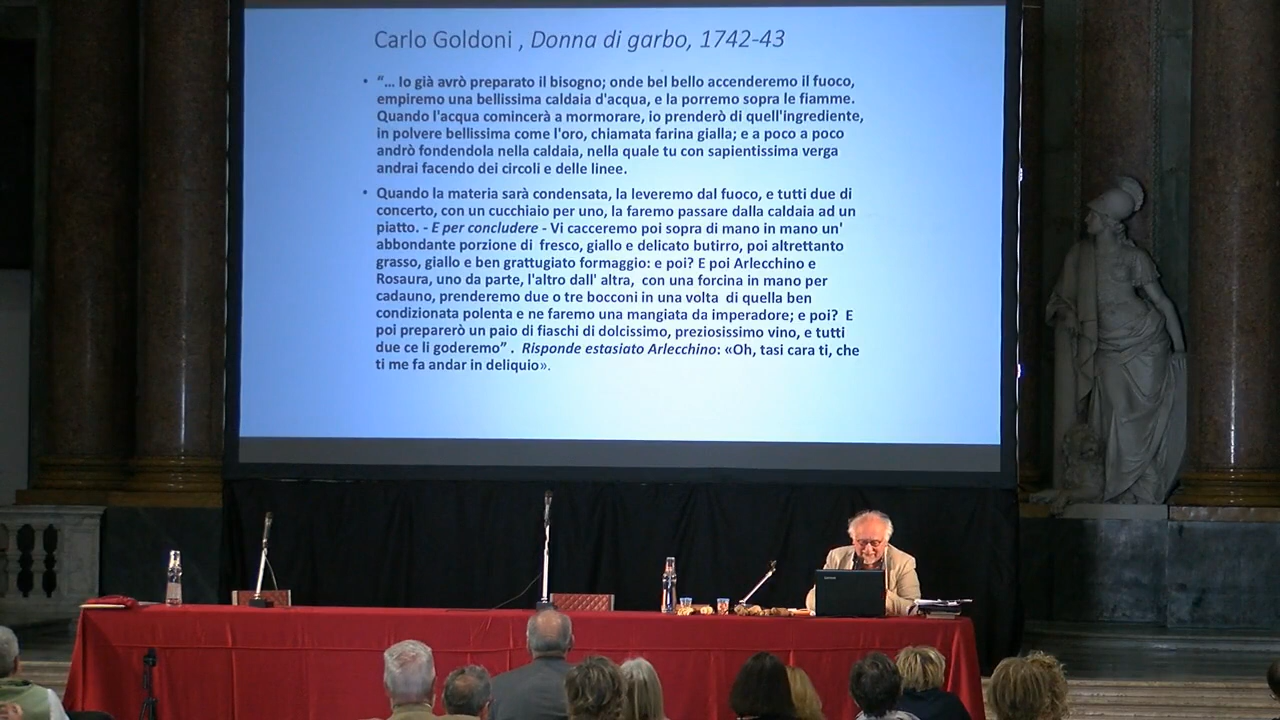 Carlo Goldoni , Donna di garbo, 1742-43
• “... Io già avrò preparato il bisogno; onde bel bello accenderemo il fuoco,
empiremo una bellissima caldaia d'acqua, e la porremo sopra le fiamme.
Quando l'acqua comincerà a mormorare, io prenderò di quell'ingrediente,
in polvere bellissima come l'oro, chiamata farina gialla; e a poco a poco
andrò fondendola nella caldaia, nella quale tu con sapientissima verga
andrai facendo dei circoli e delle linee.
• Quando la materia sarà condensata, la leveremo dal fuoco, e tutti due di
concerto, con un cucchiaio per uno, la faremo passare dalla caldaia ad un
piatto. - E per concludere - Vi cacceremo poi sopra di mano in mano un'
abbondante porzione di fresco, giallo e delicato butirro, poi altrettanto
grasso, giallo e ben grattugiato formaggio: e poi? E poi Arlecchino e
Rosaura, uno da parte, l'altro dall' altra, con una forcina in mano per
cadauno, prenderemo due o tre bocconi in una volta di quella ben
condizionata polenta e ne faremo una mangiata da imperadore; e poi? E
poi preparerò un paio di fiaschi di dolcissimo, preziosissimo vino, e tutti
due ce li goderemo” . Risponde estasiato Arlecchino: «Oh, tasi cara ti, che
ti me fa andar in deliquio».